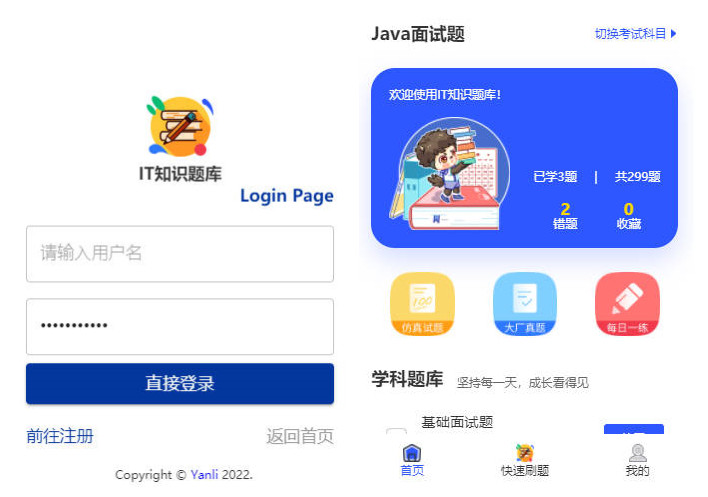 IT知识题库
Login Page
请输入用户名
•••••••••••
直接登录
前往注册
返回首页
Copyright © Yanli 2022.
Java面试题
切换考试科目
欢迎使用IT知识题库!
已学3题 | 共299题
2 0
错题 收藏
100
仿真试题 大厂真题 每日一练
学科题库 坚持每一天，成长看得见
基础面试题
首页 快速刷题 我的